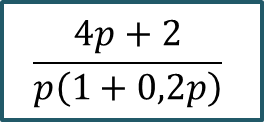 4p + 2
p(1 + 0,2p)